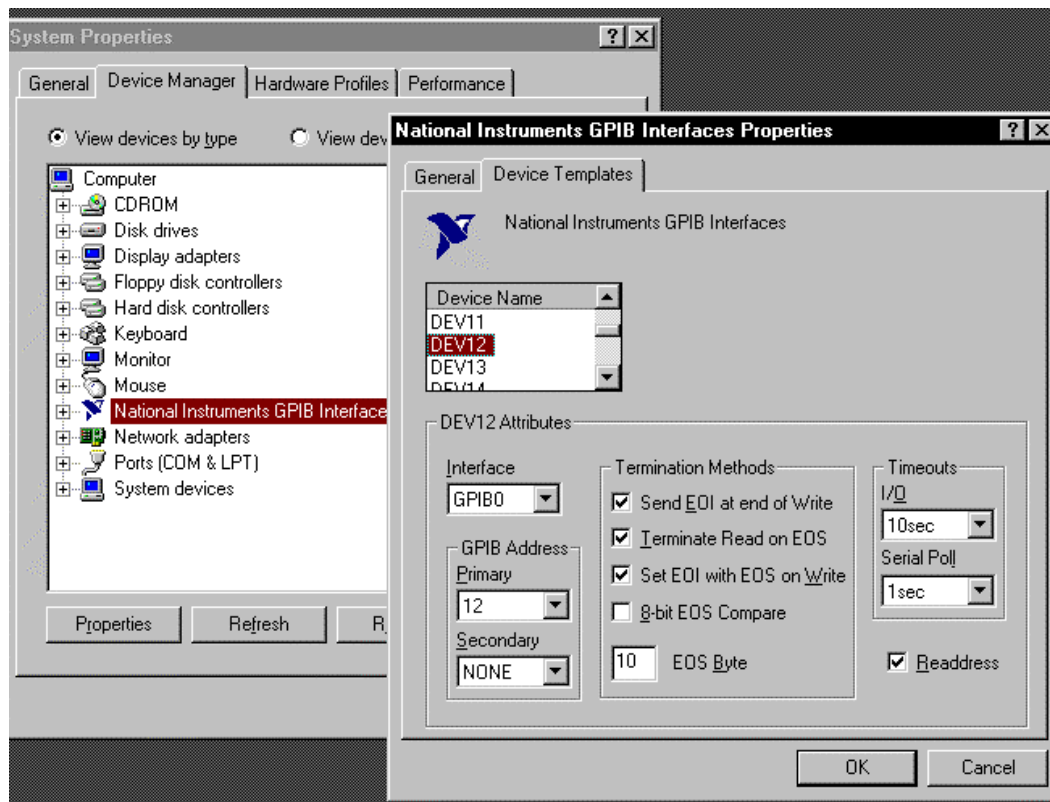 System Properties
General Device Manager Hardware Profiles Performance
View devices by type View dev
Computer
CDROM
Disk drives
Display adapters
Floppy disk controllers
Hard disk controllers
Keyboard
Monitor
Mouse
National Instruments GPIB Interface
Network adapters
Ports (COM & LPT)
System devices
Properties Refresh R
National Instruments GPIB Interfaces Properties
General Device Templates
National Instruments GPIB Interfaces
Device Name
DEV11
DEV12
DEV13
DEV14
DEV12 Attributes
Interface
GPIB0
GPIB Address
Primary
12
Secondary
NONE
Termination Methods
Send EOI at end of Write
Terminate Read on EOS
Set EOI with EOS on Write
8-bit EOS Compare
10 EOS Byte
Timeouts
I/O
10sec
Serial Poll
1sec
Readdress
OK Cancel